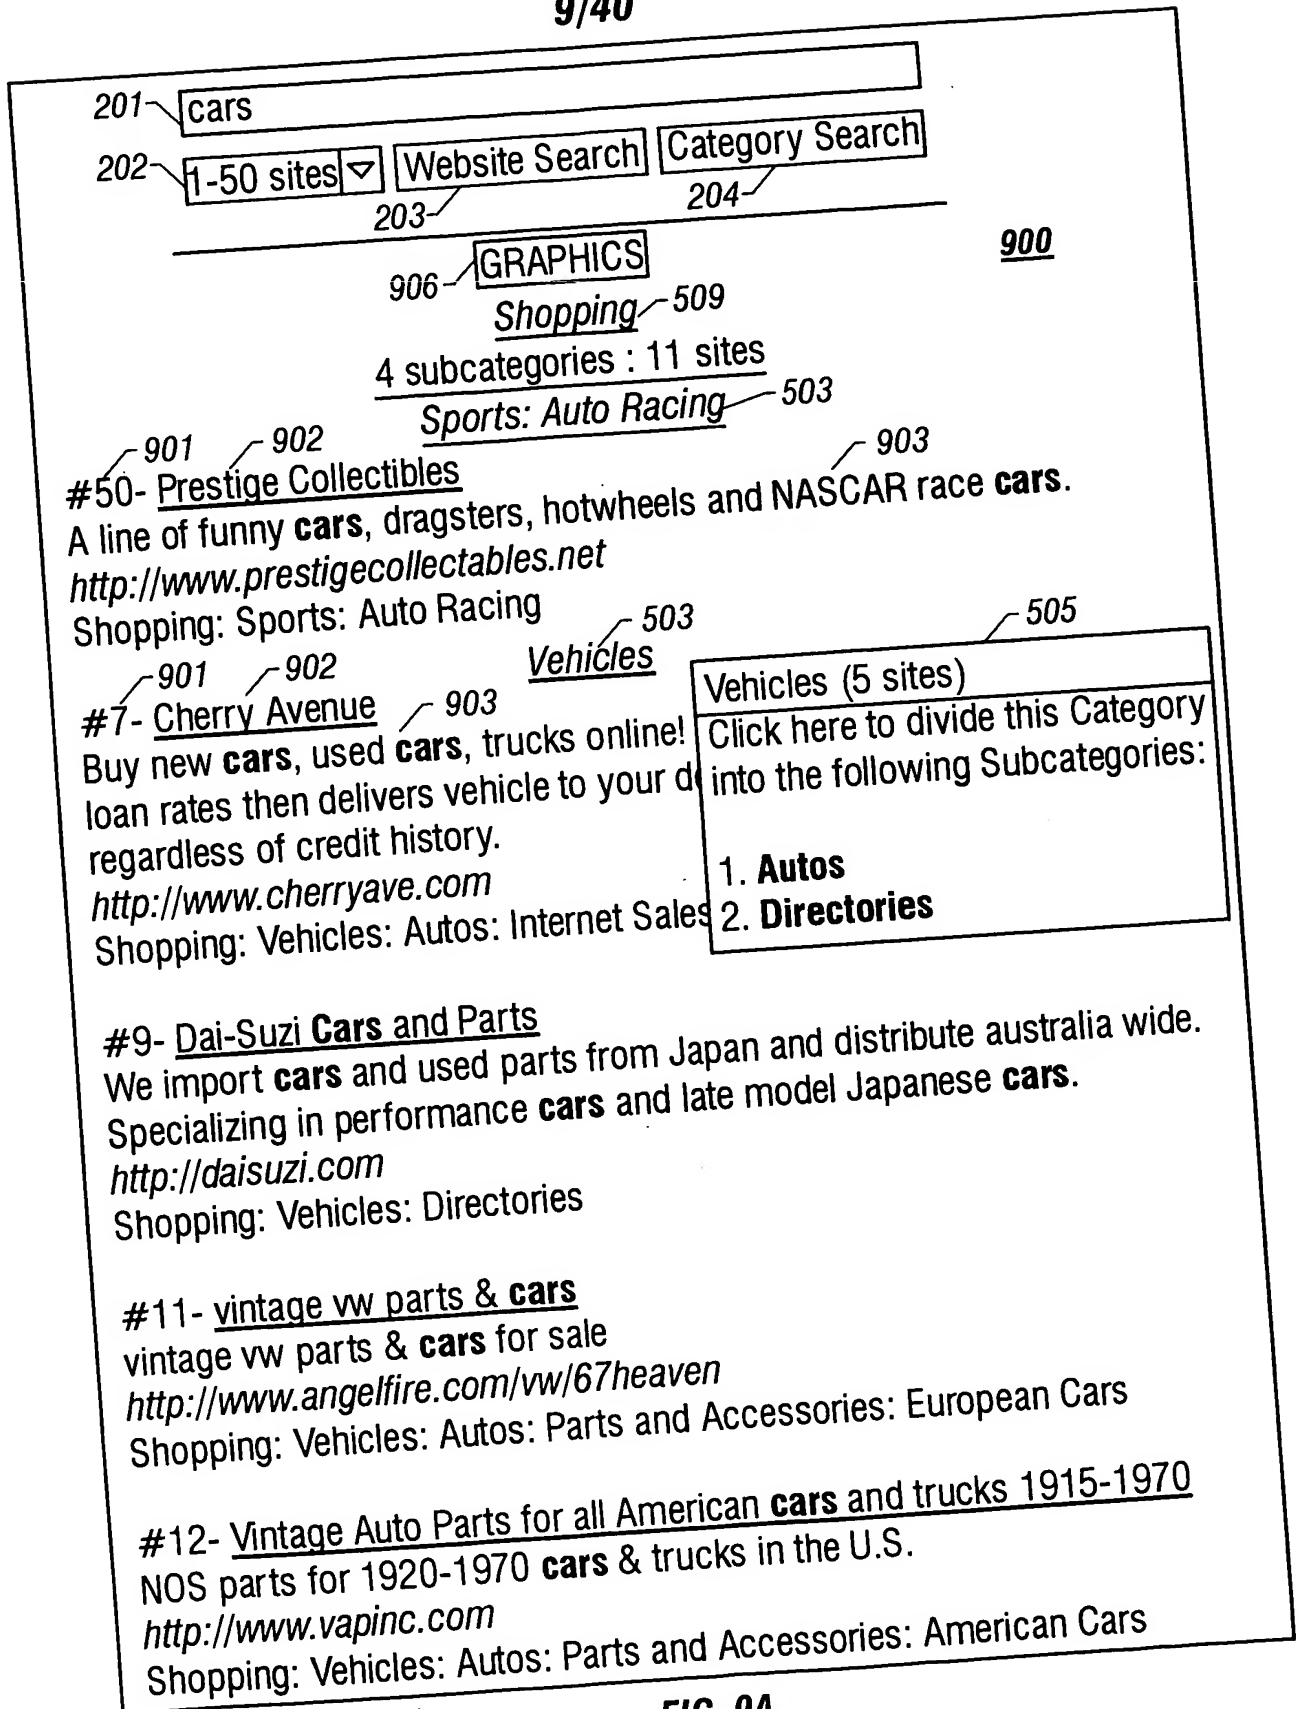 9/40
201 cars
202 1-50 sites Website Search Category Search
203 204
900
906 GRAPHICS
Shopping 509
4 subcategories : 11 sites
Sports: Auto Racing 503
901 902 903
#50- Prestige Collectibles
A line of funny cars, dragsters, hotwheels and NASCAR race cars.
http://www.prestigecollectables.net
Shopping: Sports: Auto Racing
Vehicles 503
505
901 902 903
#7- Cherry Avenue
Buy new cars, used cars, trucks online!
loan rates then delivers vehicle to your d
regardless of credit history.
http://www.cherryave.com
Shopping: Vehicles: Autos: Internet Sales
Vehicles (5 sites)
Click here to divide this Category
into the following Subcategories:
1. Autos
2. Directories
#9- Dai-Suzi Cars and Parts
We import cars and used parts from Japan and distribute australia wide.
Specializing in performance cars and late model Japanese cars.
http://daisuzi.com
Shopping: Vehicles: Directories
#11- vintage vw parts & cars
vintage vw parts & cars for sale
http://www.angelfire.com/vw/67heaven
Shopping: Vehicles: Autos: Parts and Accessories: European Cars
#12- Vintage Auto Parts for all American cars and trucks 1915-1970
NOS parts for 1920-1970 cars & trucks in the U.S.
http://www.vapinc.com
Shopping: Vehicles: Autos: Parts and Accessories: American Cars
FIG. 9A